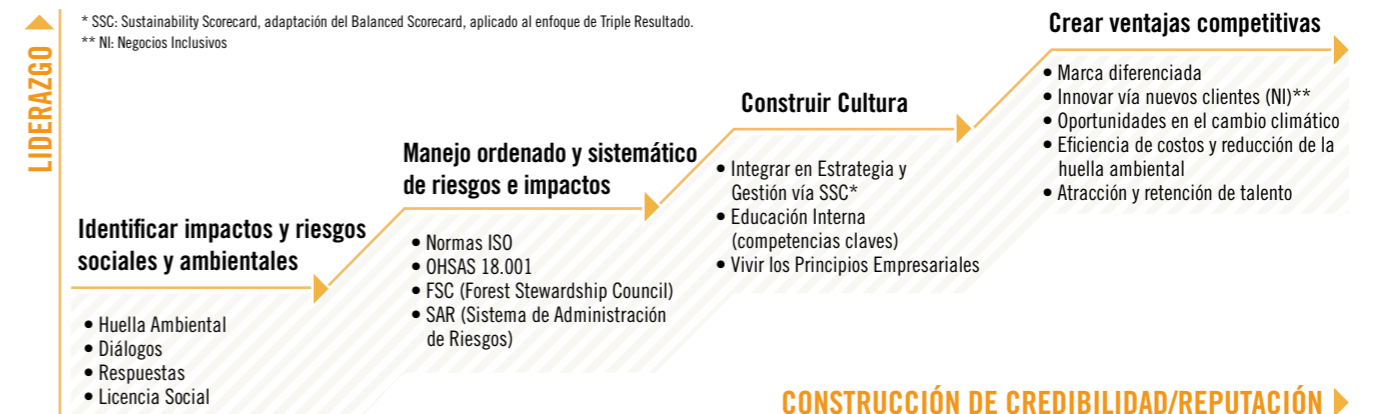 LIDERAZGO
* SSC: Sustainability Scorecard, adaptación del Balanced Scorecard, aplicado al enfoque de Triple Resultado.
** NI: Negocios Inclusivos
Identificar impactos y riesgos
sociales y ambientales
• Huella Ambiental
• Diálogos
• Respuestas
• Licencia Social
Manejo ordenado y sistemático
de riesgos e impactos
• Normas ISO
• OHSAS 18.001
• FSC (Forest Stewardship Council)
• SAR (Sistema de Administración
de Riesgos)
Construir Cultura
• Integrar en Estrategia y
Gestión vía SSC*
• Educación Interna
(competencias claves)
• Vivir los Principios Empresariales
Crear ventajas competitivas
• Marca diferenciada
• Innovar vía nuevos clientes (NI)**
• Oportunidades en el cambio climático
• Eficiencia de costos y reducción de la
huella ambiental
• Atracción y retención de talento
CONSTRUCCIÓN DE CREDIBILIDAD/REPUTACIÓN